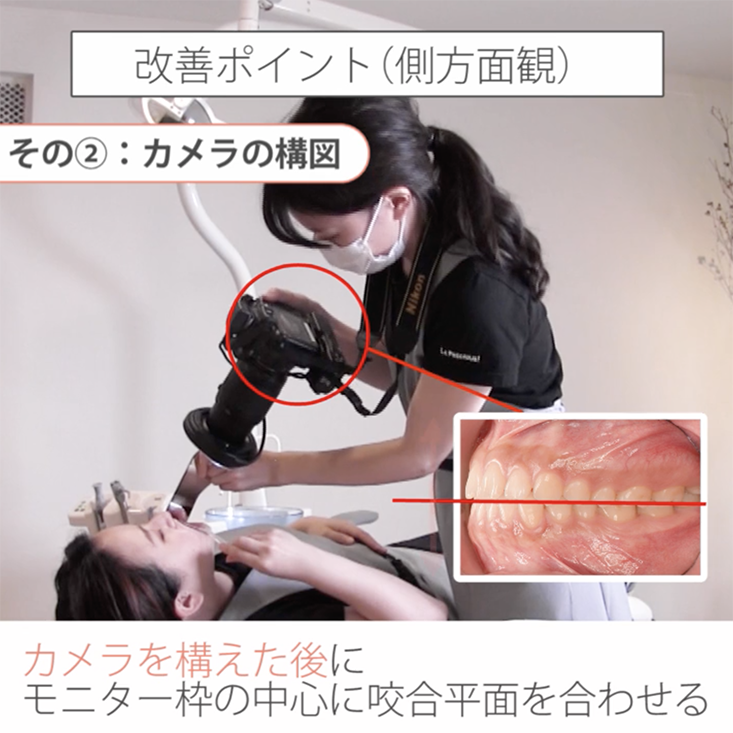 改善ポイント（側方面観）
その②：カメラの構図
Nikon
カメラを構えた後に
モニター枠の中心に咬合平面を合わせる